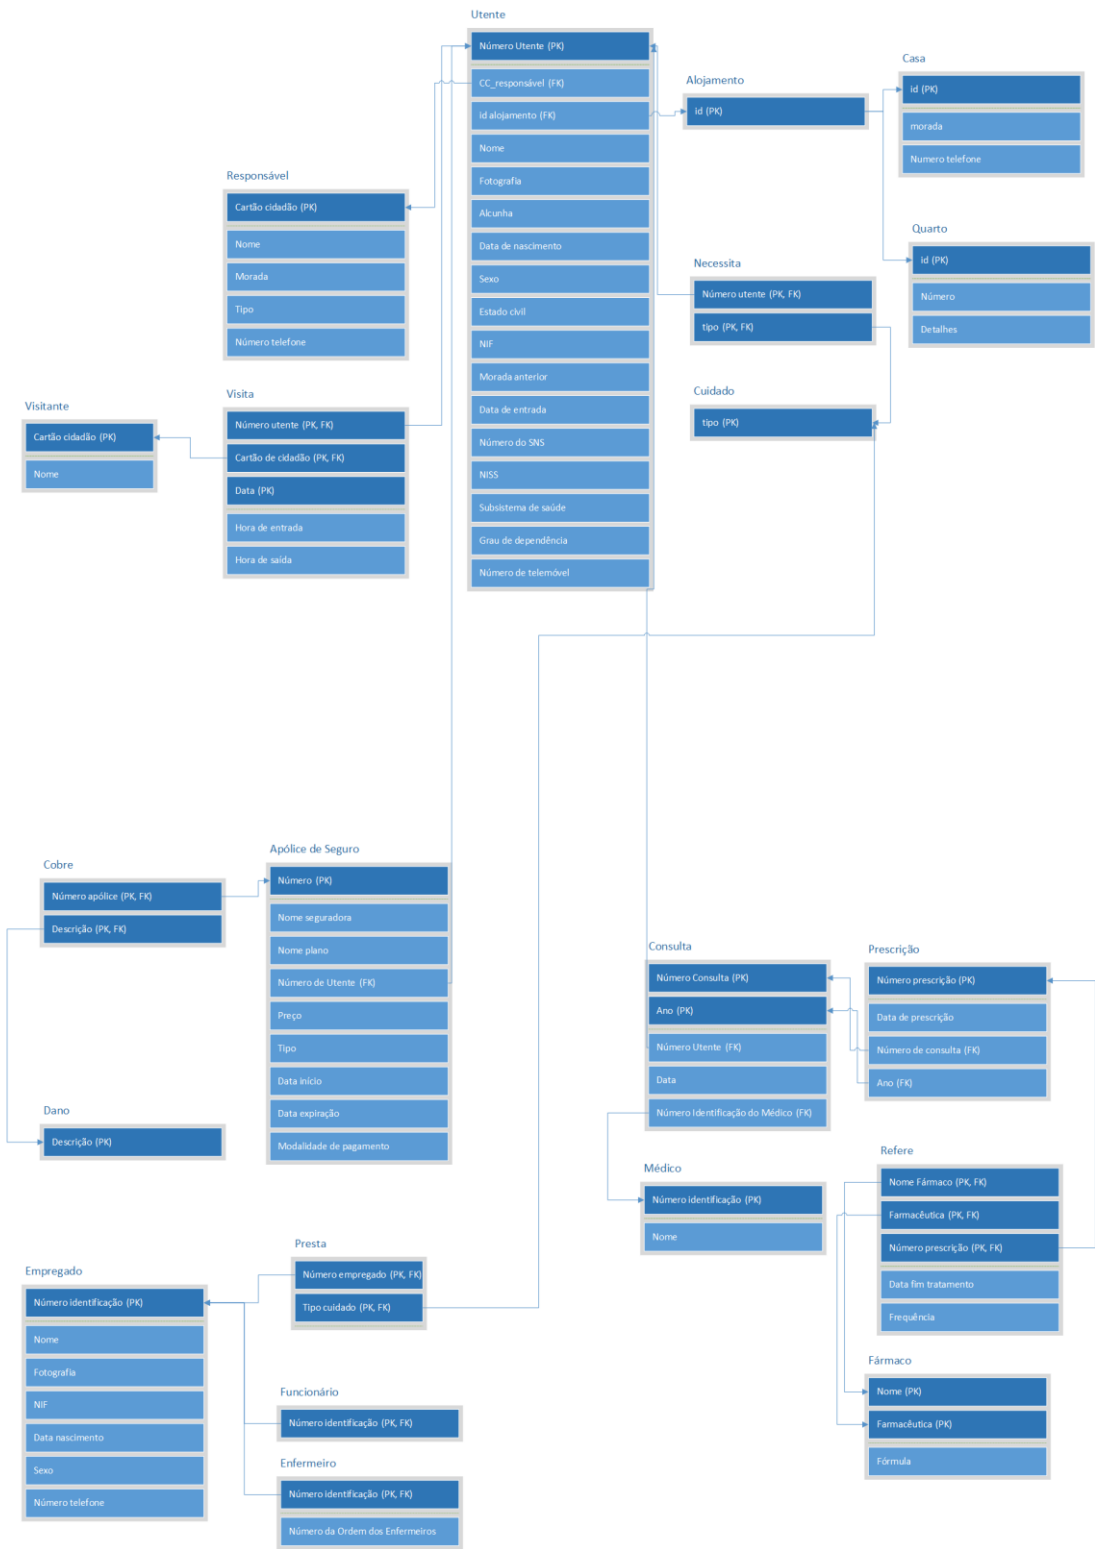 Utente
Número Utente (PK)
CC_responsável (FK)
id alojamento (FK)
Nome
Fotografia
Alcunha
Data de nascimento
Sexo
Estado civil
NIF
Morada anterior
Data de entrada
Número do SNS
NISS
Subsistema de saúde
Grau de dependência
Número de telemóvel
Alojamento
id (PK)
Casa
id (PK)
morada
Numero telefone
Quarto
id (PK)
Número
Detalhes
Responsável
Cartão cidadão (PK)
Nome
Morada
Tipo
Número telefone
Necessita
Número utente (PK, FK)
tipo (PK, FK)
Cuidado
tipo (PK)
Visitante
Cartão cidadão (PK)
Nome
Visita
Número utente (PK, FK)
Cartão de cidadão (PK, FK)
Data (PK)
Hora de entrada
Hora de saída
Cobre
Número apólice (PK, FK)
Descrição (PK, FK)
Apólice de Seguro
Número (PK)
Nome seguradora
Nome plano
Número de Utente (FK)
Preço
Tipo
Data início
Data expiração
Modalidade de pagamento
Dano
Descrição (PK)
Consulta
Número Consulta (PK)
Ano (PK)
Número Utente (FK)
Data
Número Identificação do Médico (FK)
Prescrição
Número prescrição (PK)
Data de prescrição
Número de consulta (FK)
Ano (FK)
Médico
Número identificação (PK)
Nome
Refere
Nome Fármaco (PK, FK)
Farmacêutica (PK, FK)
Número prescrição (PK, FK)
Data fim tratamento
Frequência
Fármaco
Nome (PK)
Farmacêutica (PK)
Fórmula
Presta
Número empregado (PK, FK)
Tipo cuidado (PK, FK)
Empregado
Número identificação (PK)
Nome
Fotografia
NIF
Data nascimento
Sexo
Número telefone
Funcionário
Número identificação (PK, FK)
Enfermeiro
Número identificação (PK, FK)
Número da Ordem dos Enfermeiros